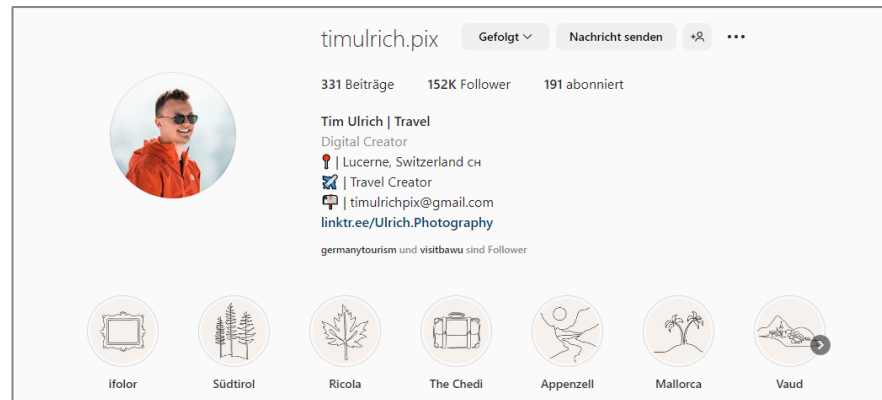 timulrich.pix Gefolgt Nachricht senden
331 Beiträge 152K Follower 191 abonniert
Tim Ulrich | Travel
Digital Creator
📍 | Lucerne, Switzerland 🇨🇭
✈️ | Travel Creator
📬 | timulrichpix@gmail.com
linktr.ee/Ulrich.Photography
germanytourism und visitbawu sind Follower
ifolor Südtirol Ricola The Chedi Appenzell Mallorca Vaud